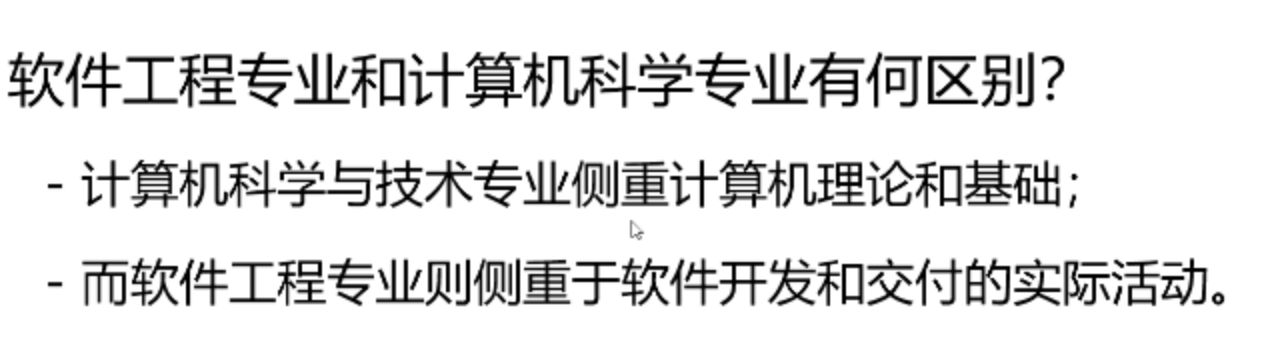 软件工程专业和计算机科学专业有何区别?
- 计算机科学与技术专业侧重计算机理论和基础;
- 而软件工程专业则侧重于软件开发和交付的实际活动。